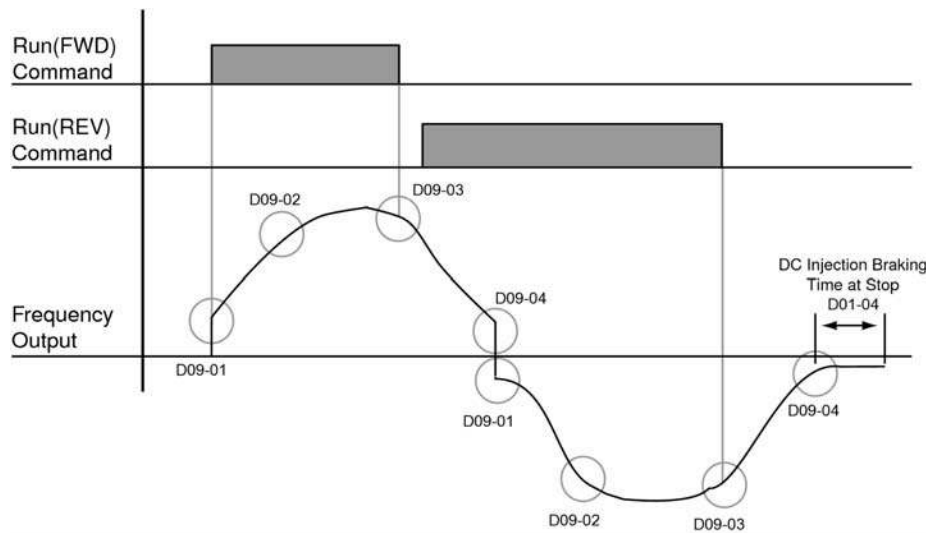 Run(FWD)
Command
Run(REV)
Command
D09-02
D09-03
DC Injection Braking
Time at Stop
D01-04
D09-04
Frequency
Output
D09-01
D09-01
D09-04
D09-02
D09-03